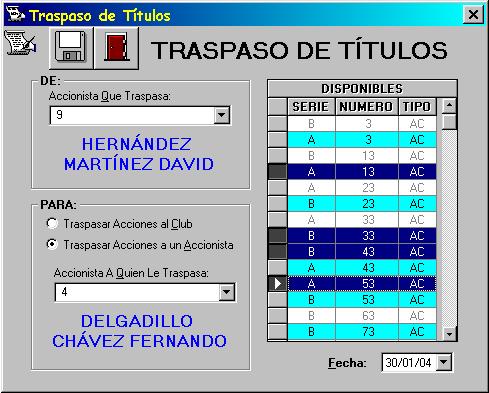 Traspaso de Títulos
TRASPASO DE TÍTULOS
DE:
Accionista Que Traspasa:
9
HERNÁNDEZ
MARTÍNEZ DAVID
PARA:
Traspasar Acciones al Club
Traspasar Acciones a un Accionista
Accionista A Quien Le Traspasa:
4
DELGADILLO
CHÁVEZ FERNANDO
DISPONIBLES
SERIE NUMERO TIPO
B 3 AC
A 3 AC
B 13 AC
A 13 AC
A 23 AC
B 23 AC
A 33 AC
B 33 AC
B 43 AC
A 43 AC
A 53 AC
B 53 AC
B 63 AC
B 73 AC
Fecha: 30/01/04